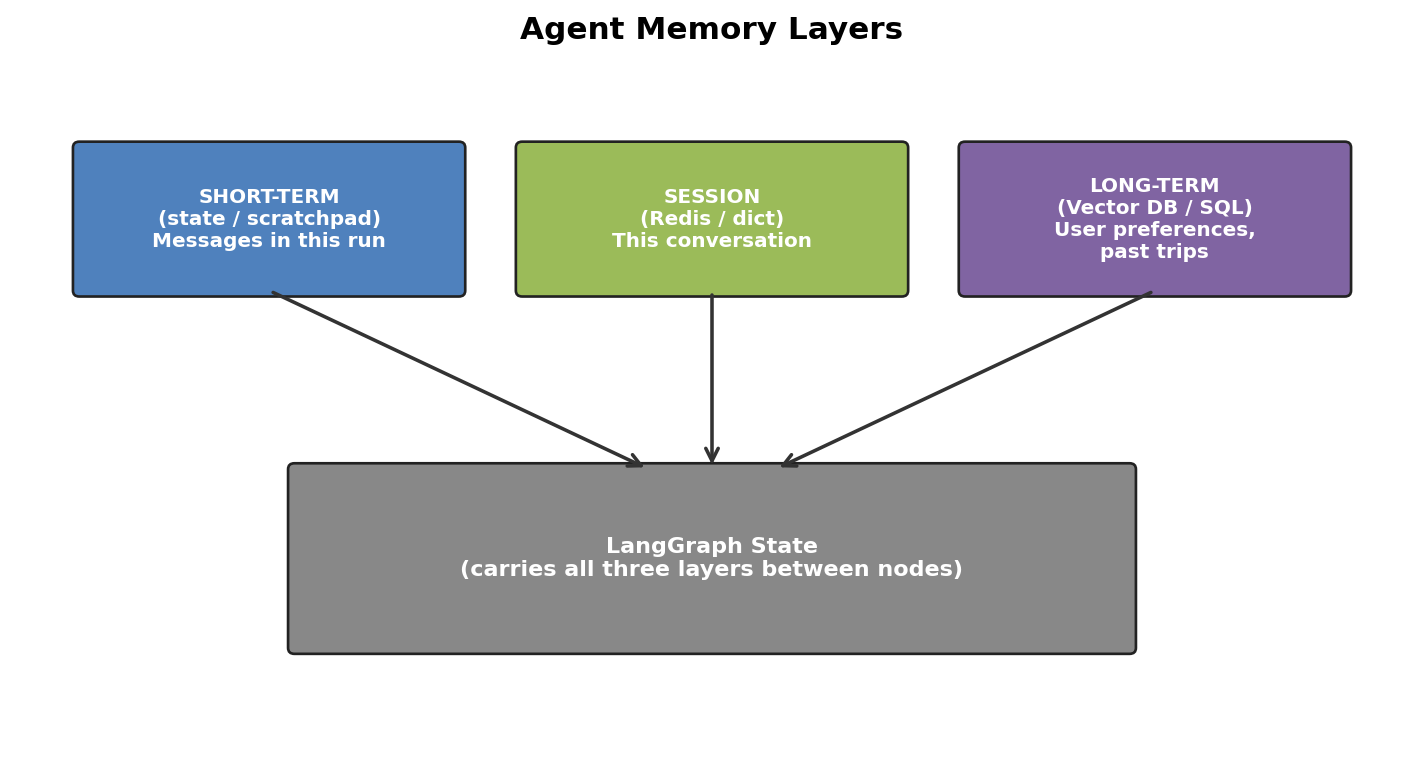 Agent Memory Layers
SHORT-TERM
(state / scratchpad)
Messages in this run
SESSION
(Redis / dict)
This conversation
LONG-TERM
(Vector DB / SQL)
User preferences,
past trips
LangGraph State
(carries all three layers between nodes)